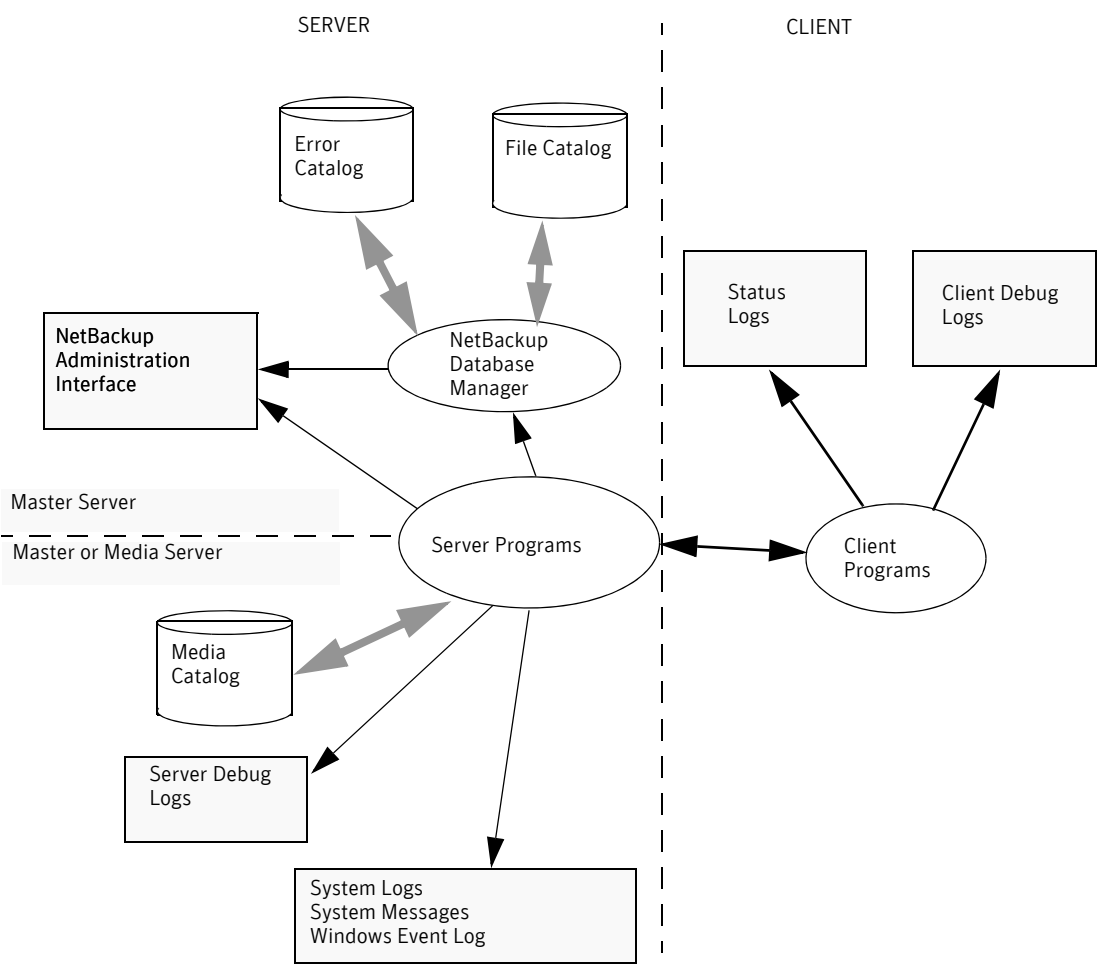 SERVER
CLIENT
Error
Catalog
File Catalog
Status
Logs
Client Debug
Logs
NetBackup
Administration
Interface
NetBackup
Database
Manager
Master Server
Master or Media Server
Server Programs
Client
Programs
Media
Catalog
Server Debug
Logs
System Logs
System Messages
Windows Event Log